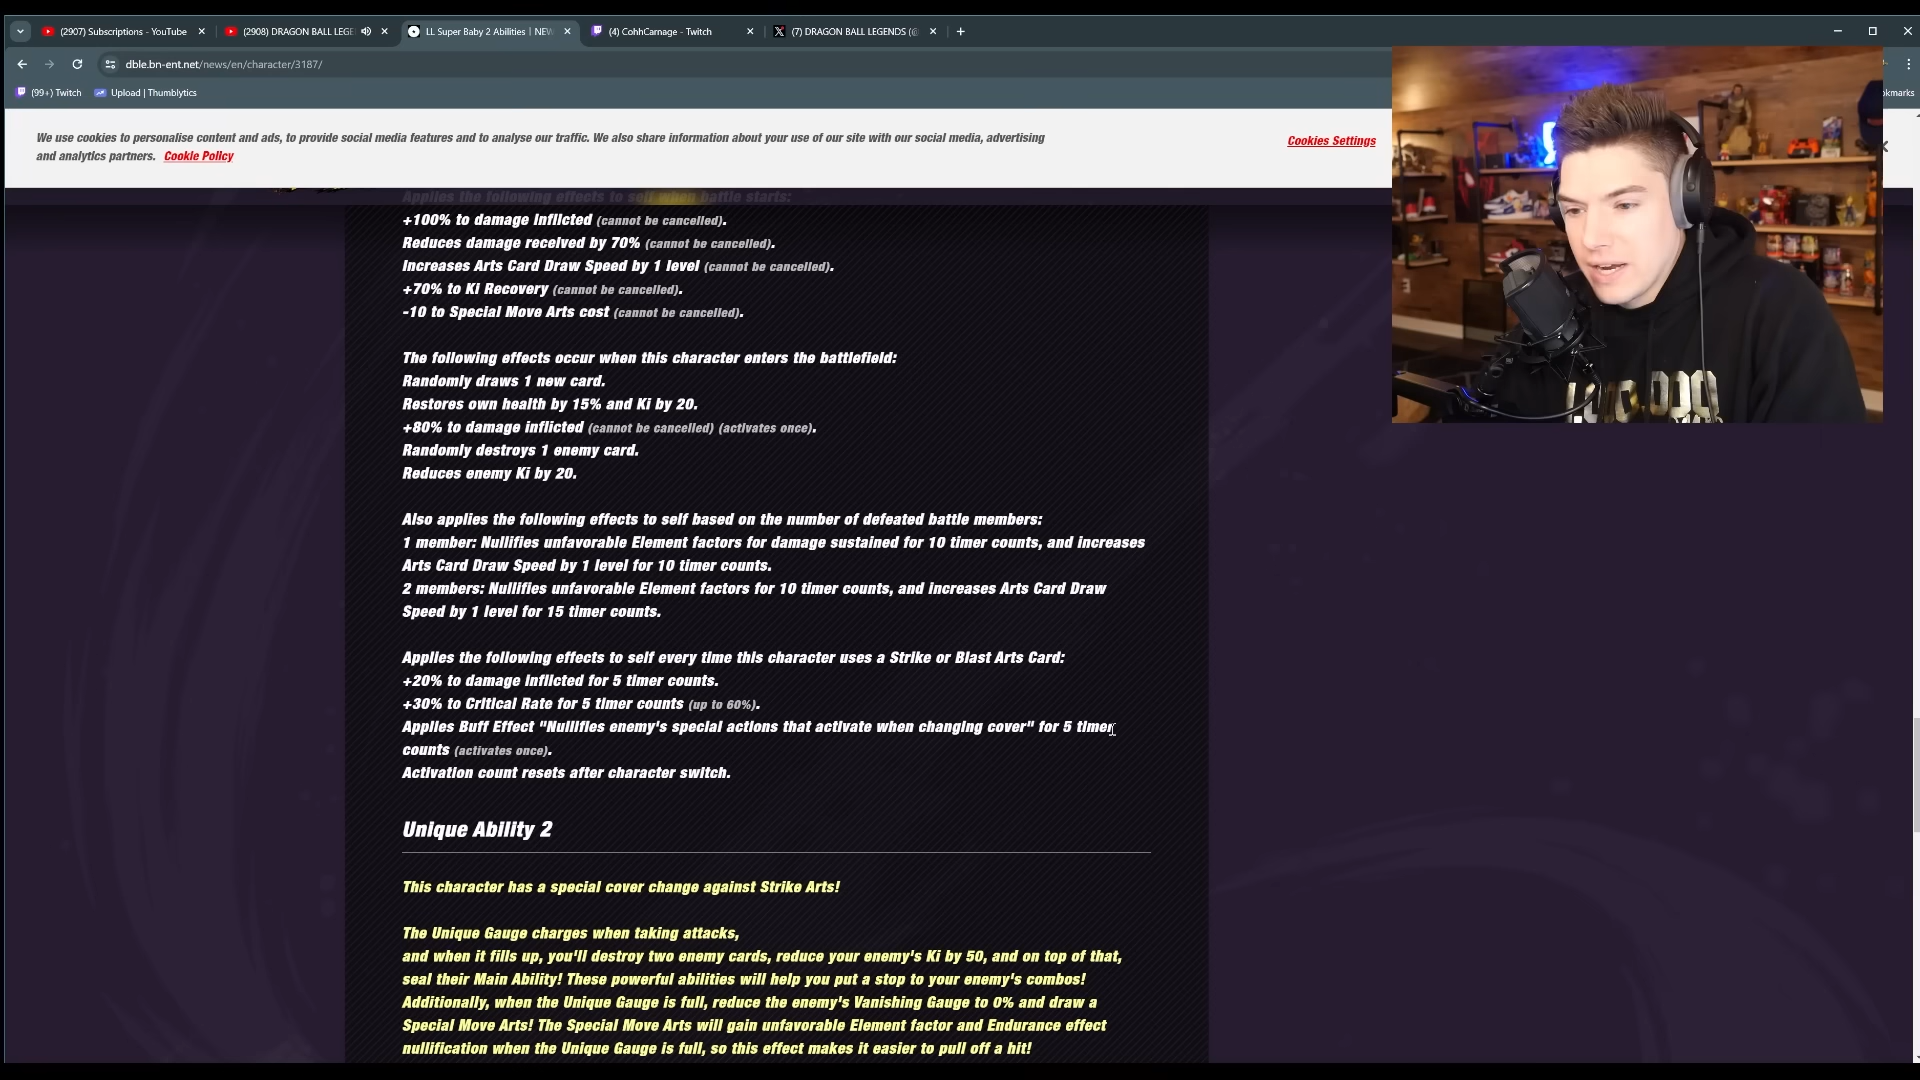 (2907) Subscriptions - YouTube
(2908) DRAGON BALL LEGE
LL Super Baby 2 Abilities | NEW
(4) CohhCarnage - Twitch
(7) DRAGON BALL LEGENDS (@
dble.bn-ent.net/news/en/character/3187/
(99+) Twitch
Upload | Thumblytics
okmarks
We use cookies to personalise content and ads, to provide social media features and to analyse our traffic. We also share information about your use of our site with our social media, advertising
and analytics partners. Cookie Policy
Cookies Settings
Applies the following effects to self when battle starts:
+100% to damage inflicted (cannot be cancelled).
Reduces damage received by 70% (cannot be cancelled).
Increases Arts Card Draw Speed by 1 level (cannot be cancelled).
+70% to Ki Recovery (cannot be cancelled).
-10 to Special Move Arts cost (cannot be cancelled).
The following effects occur when this character enters the battlefield:
Randomly draws 1 new card.
Restores own health by 15% and Ki by 20.
+80% to damage inflicted (cannot be cancelled) (activates once).
Randomly destroys 1 enemy card.
Reduces enemy Ki by 20.
Also applies the following effects to self based on the number of defeated battle members:
1 member: Nullifies unfavorable Element factors for damage sustained for 10 timer counts, and increases
Arts Card Draw Speed by 1 level for 10 timer counts.
2 members: Nullifies unfavorable Element factors for 10 timer counts, and increases Arts Card Draw
Speed by 1 level for 15 timer counts.
Applies the following effects to self every time this character uses a Strike or Blast Arts Card:
+20% to damage inflicted for 5 timer counts.
+30% to Critical Rate for 5 timer counts (up to 60%).
Applies Buff Effect "Nullifies enemy's special actions that activate when changing cover" for 5 timer
counts (activates once).
Activation count resets after character switch.
Unique Ability 2
This character has a special cover change against Strike Arts!
The Unique Gauge charges when taking attacks,
and when it fills up, you'll destroy two enemy cards, reduce your enemy's Ki by 50, and on top of that,
seal their Main Ability! These powerful abilities will help you put a stop to your enemy's combos!
Additionally, when the Unique Gauge is full, reduce the enemy's Vanishing Gauge to 0% and draw a
Special Move Arts! The Special Move Arts will gain unfavorable Element factor and Endurance effect
nullification when the Unique Gauge is full, so this effect makes it easier to pull off a hit!